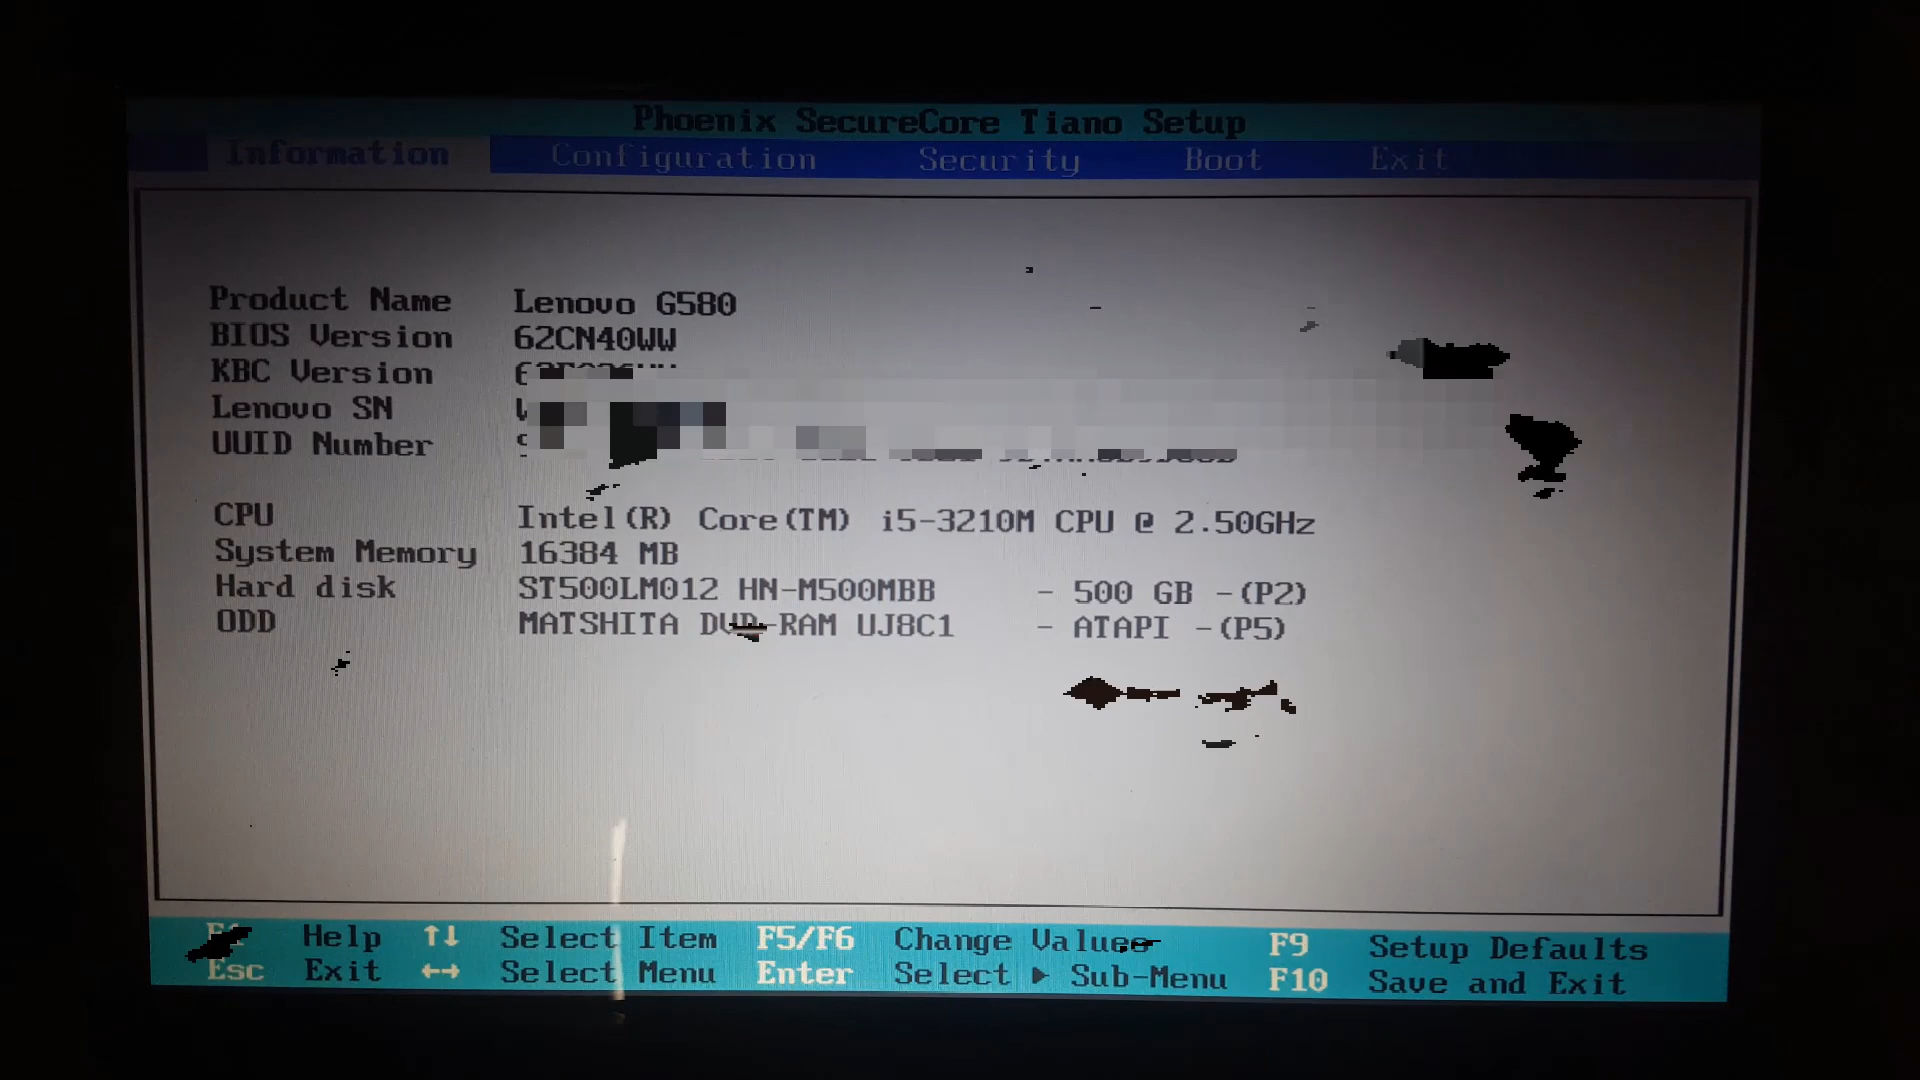 Phoenix SecureCore Tiano Setup
Information Configuration Security Boot Exit
Product Name Lenovo G580
BIOS Version 62CN40WW
KBC Version
Lenovo SN
UUID Number
CPU Intel(R) Core(TM) i5-3210M CPU @ 2.50GHz
System Memory 16384 MB
Hard disk ST500LM012 HN-M500MBB - 500 GB -(P2)
ODD MATSHITA DVD-RAM UJ8C1 - ATAPI -(P5)
Help ↑↓ Select Item F5/F6 Change Values F9 Setup Defaults
Esc Exit ←→ Select Menu Enter Select ▶ Sub-Menu F10 Save and Exit